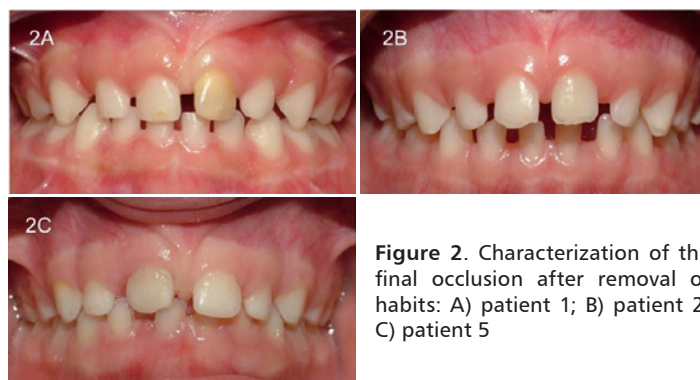 2A
2B
2C
Figure 2. Characterization of th
final occlusion after removal o
habits: A) patient 1; B) patient 2
C) patient 5